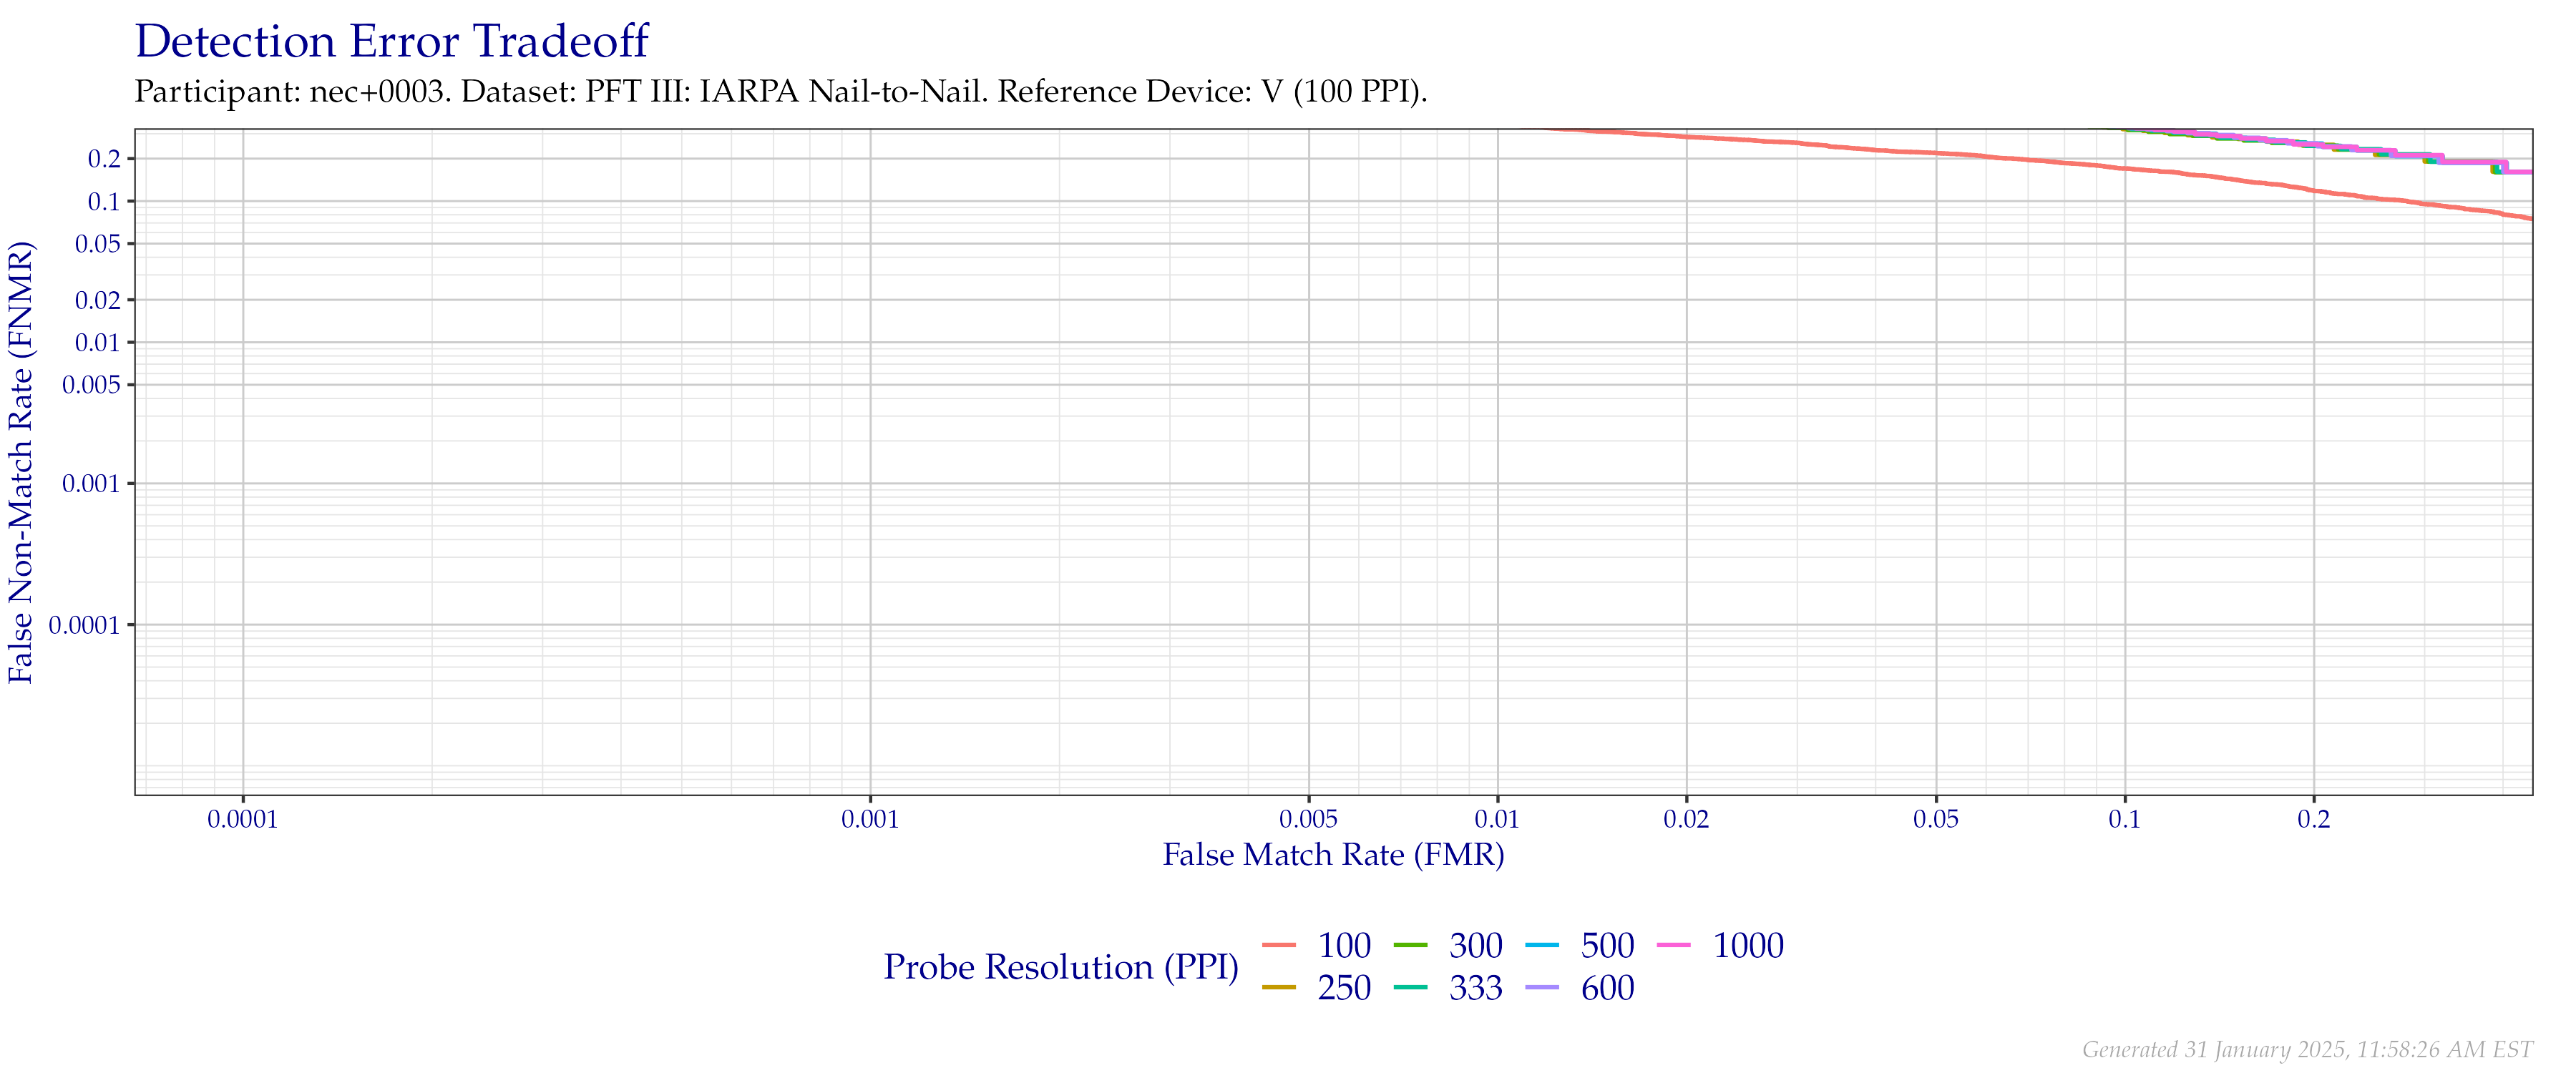 Detection Error Tradeoff
Participant: nec+0003. Dataset: PFT III: IARPA Nail-to-Nail. Reference Device: V (100 PPI).
False Non-Match Rate (FNMR)
0.2
0.1
0.05
0.02
0.01
0.005
0.001
0.0001
0.0001 0.001 0.005 0.01 0.02 0.05 0.1 0.2
False Match Rate (FMR)
Probe Resolution (PPI)
100 300 500 1000
250 333 600
Generated 31 January 2025, 11:58:26 AM EST